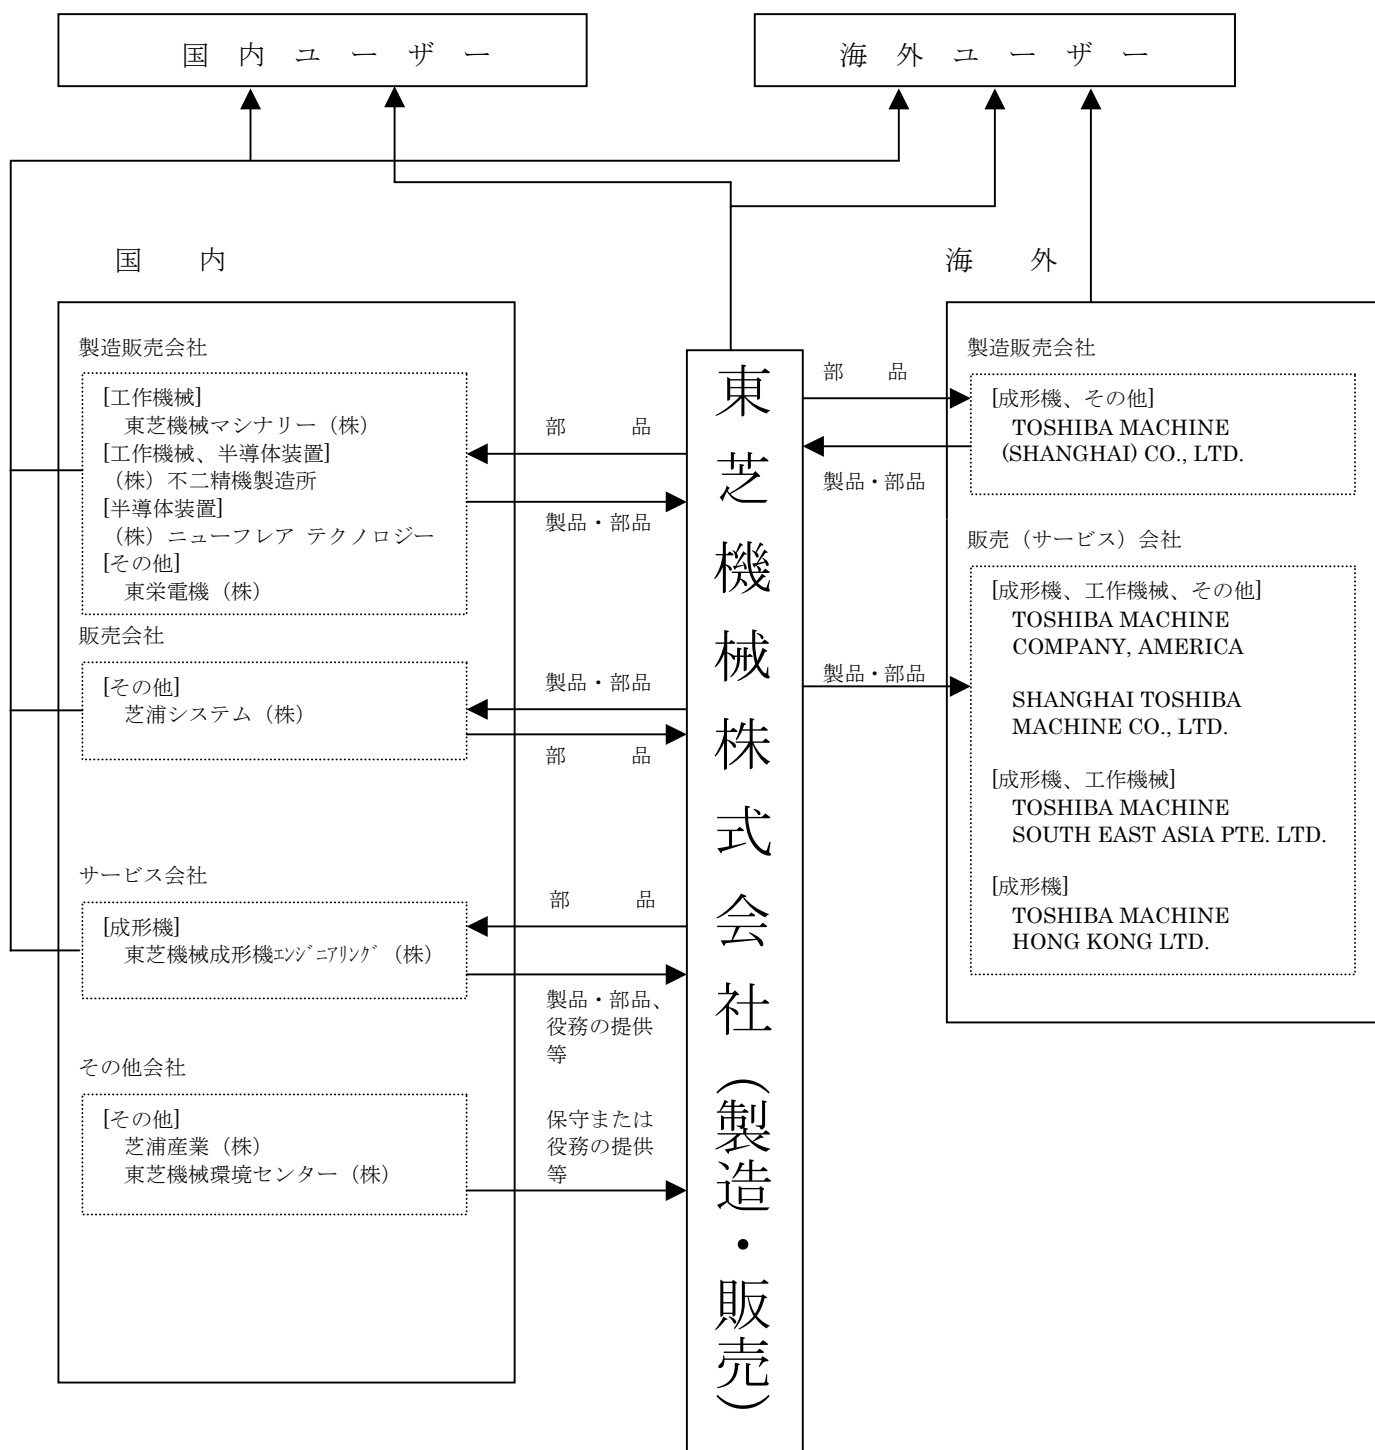 国内ユーザー
海外ユーザー
国内
海外
製造販売会社
[工作機械]
東芝機械マシナリー（株）
[工作機械、半導体装置]
（株）不二精機製造所
[半導体装置]
（株）ニューフレア テクノロジー
[その他]
東栄電機（株）
販売会社
[その他]
芝浦システム（株）
サービス会社
[成形機]
東芝機械成形機ｴﾝｼﾞﾆｱﾘﾝｸﾞ（株）
その他会社
[その他]
芝浦産業（株）
東芝機械環境センター（株）
部品
製品・部品
製品・部品
部品
部品
製品・部品、
役務の提供
等
保守または
役務の提供
等
東芝機械株式会社（製造・販売）
部品
製品・部品
製品・部品
製造販売会社
[成形機、その他]
TOSHIBA MACHINE
(SHANGHAI) CO., LTD.
販売（サービス）会社
[成形機、工作機械、その他]
TOSHIBA MACHINE
COMPANY, AMERICA
SHANGHAI TOSHIBA
MACHINE CO., LTD.
[成形機、工作機械]
TOSHIBA MACHINE
SOUTH EAST ASIA PTE. LTD.
[成形機]
TOSHIBA MACHINE
HONG KONG LTD.